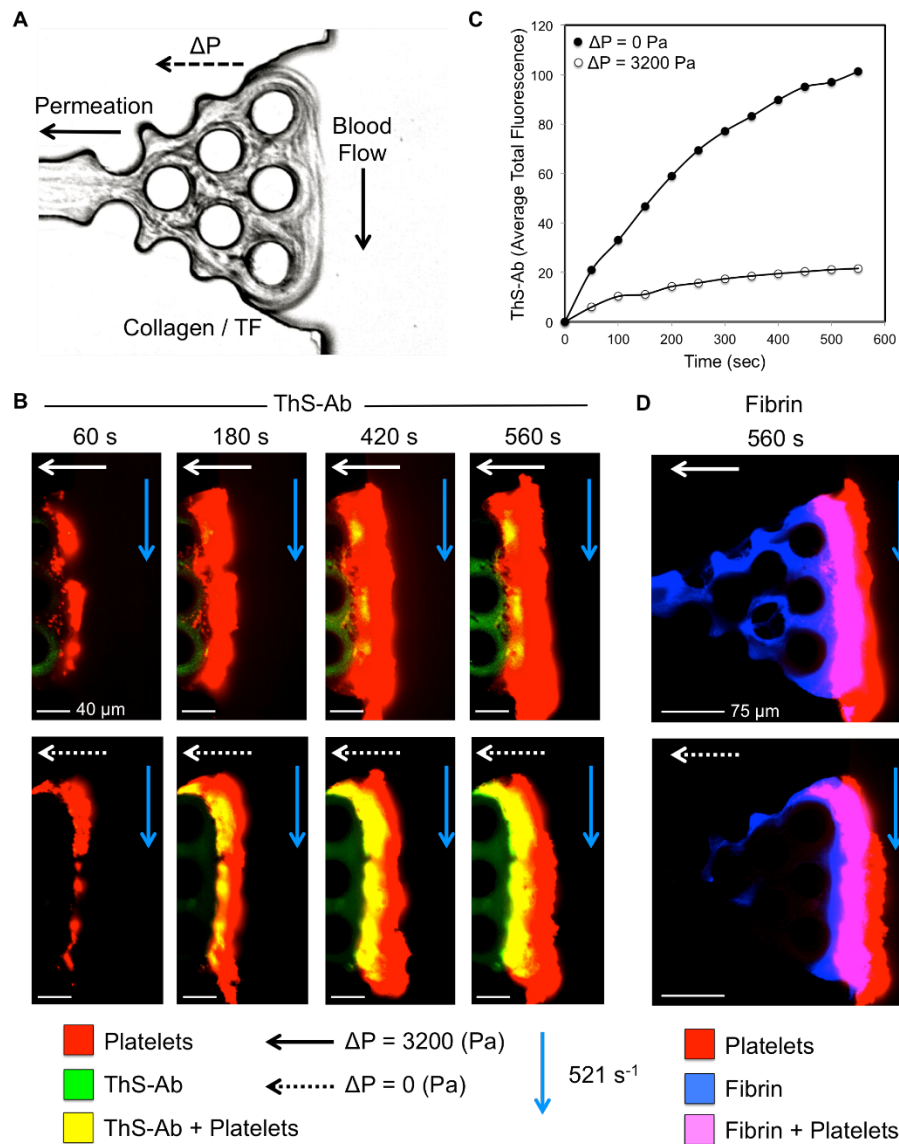 A
ΔP
Permeation
Blood
Flow
Collagen / TF
C
ThS-Ab (Average Total Fluorescence)
120
100
80
60
40
20
0
● ΔP = 0 Pa
○ ΔP = 3200 Pa
0 100 200 300 400 500 600
Time (sec)
B
ThS-Ab
60 s 180 s 420 s 560 s
40 µm
D
Fibrin
560 s
75 µm
Platelets
ThS-Ab
ThS-Ab + Platelets
ΔP = 3200 (Pa)
ΔP = 0 (Pa)
521 s⁻¹
Platelets
Fibrin
Fibrin + Platelets